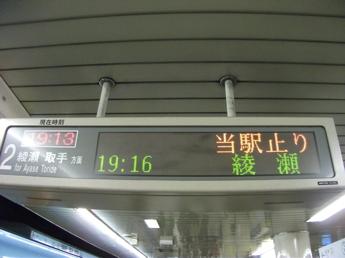 現在時刻
19:13
2 綾瀬 取手 方面
for Ayase Toride
当駅止り
19:16 綾瀬